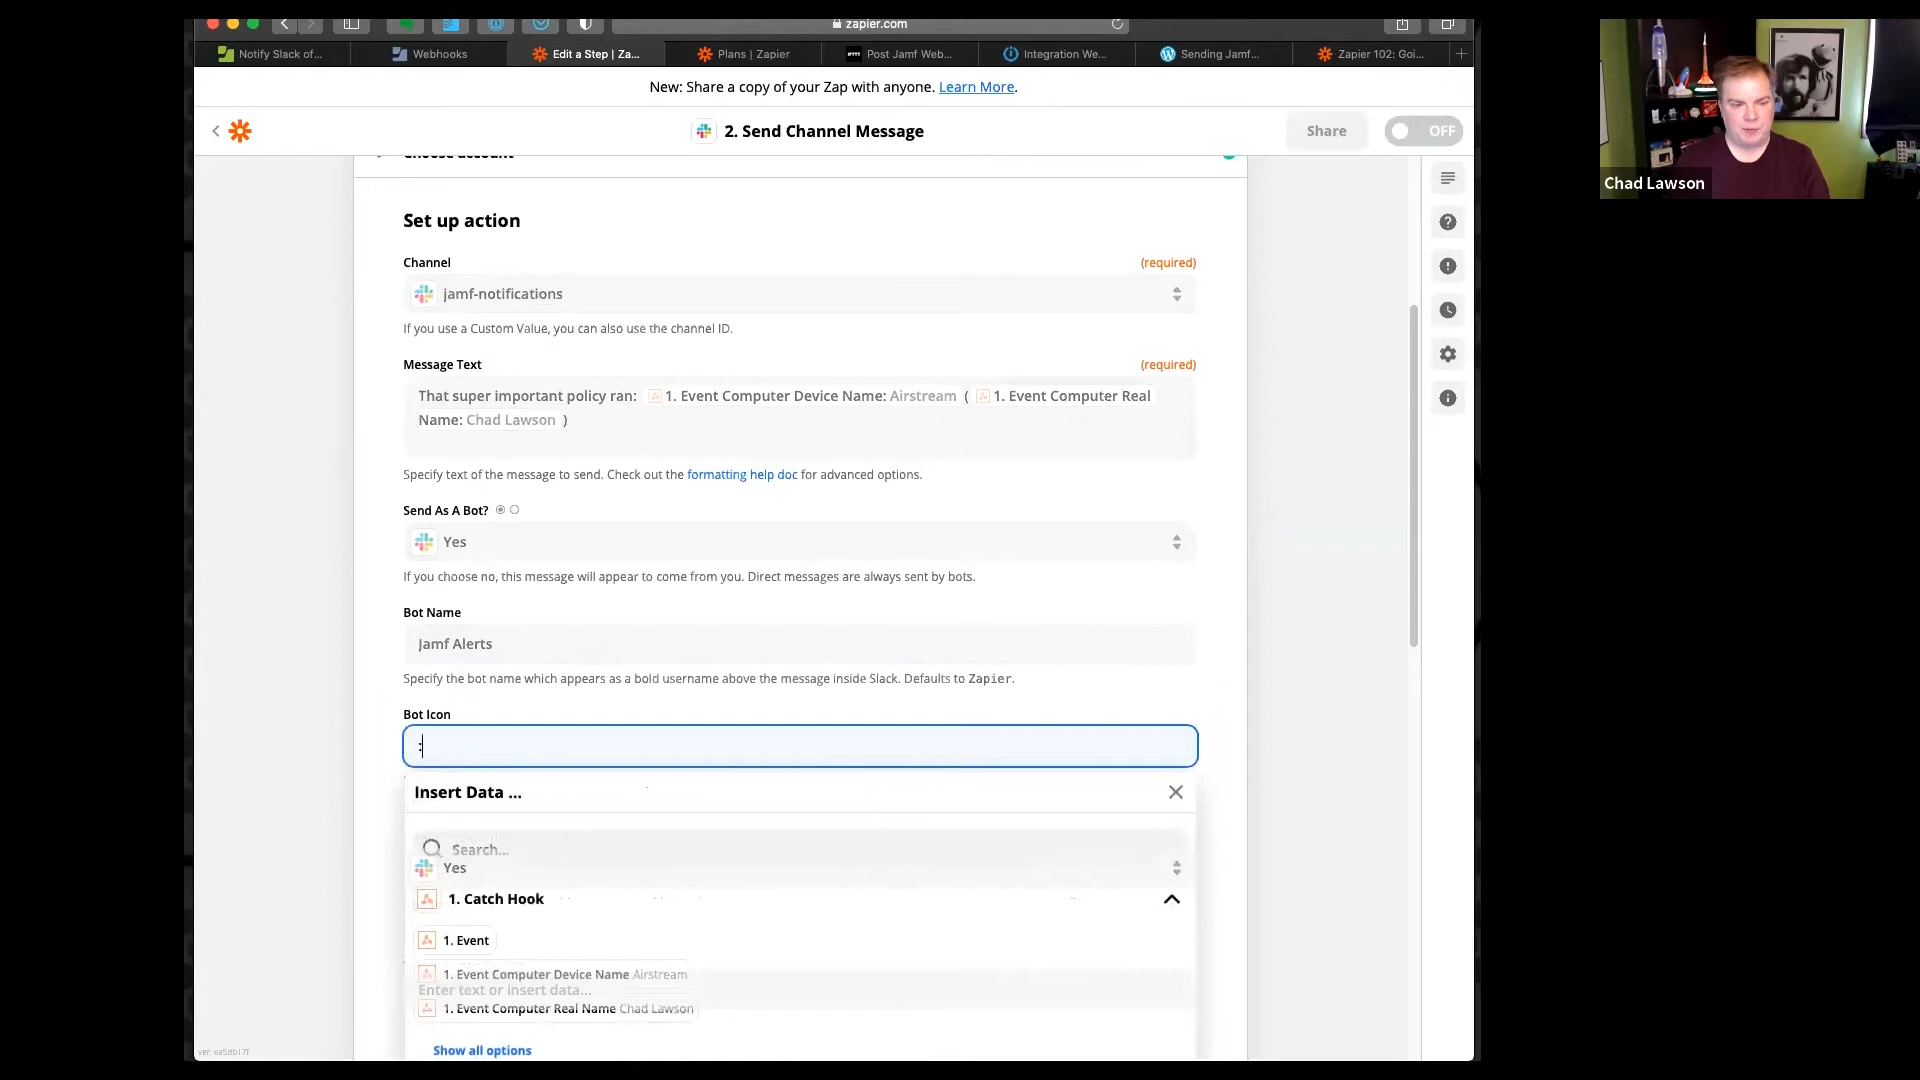 zapier.com
Notify Slack of...
Webhooks
Edit a Step | Za...
Plans | Zapier
Post Jamf Web...
Integration We...
Sending Jamf...
Zapier 102: Goi...
New: Share a copy of your Zap with anyone. Learn More.
2. Send Channel Message
Share
OFF
Chad Lawson
Choose account
Set up action
Channel
(required)
jamf-notifications
If you use a Custom Value, you can also use the channel ID.
Message Text
(required)
That super important policy ran: 1. Event Computer Device Name: Airstream ( 1. Event Computer Real
Name: Chad Lawson )
Specify text of the message to send. Check out the formatting help doc for advanced options.
Send As A Bot?
Yes
If you choose no, this message will appear to come from you. Direct messages are always sent by bots.
Bot Name
Jamf Alerts
Specify the bot name which appears as a bold username above the message inside Slack. Defaults to Zapier.
Bot Icon
:
Insert Data ...
Search...
Yes
1. Catch Hook
1. Event
1. Event Computer Device Name Airstream
Enter text or insert data...
1. Event Computer Real Name Chad Lawson
Show all options